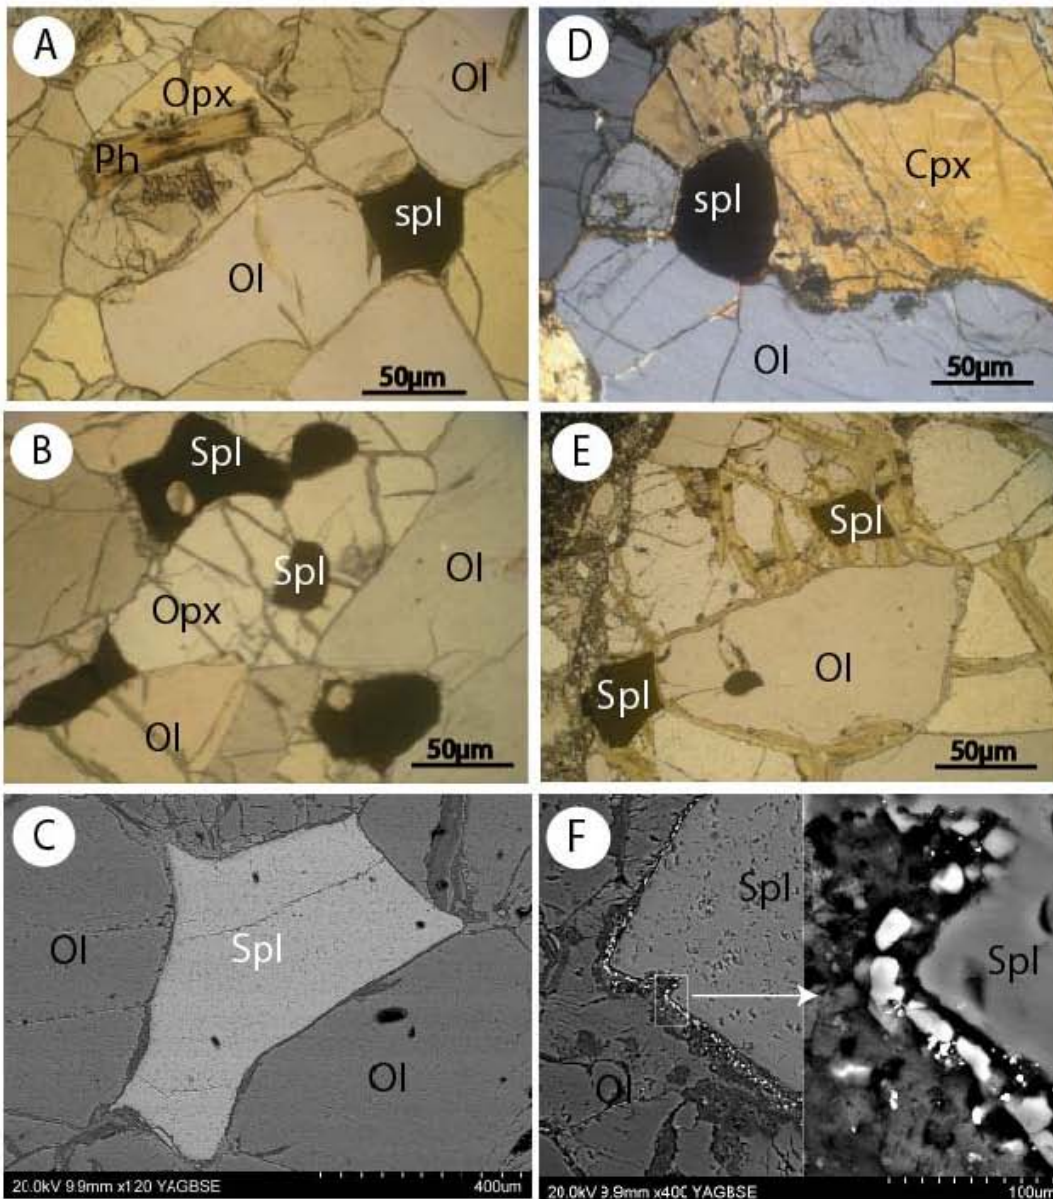 A
Opx
Ol
Ph
spl
Ol
50µm
B
Spl
Spl
Ol
Opx
Ol
50µm
C
Ol
Spl
Ol
20.0kV 9.9mm x120 YAGBSE 400um
D
Cpx
spl
Ol
50µm
E
Spl
Ol
Spl
50µm
F
Spl
Spl
Ol
20.0kV 9.9mm x400 YAGBSE 100um